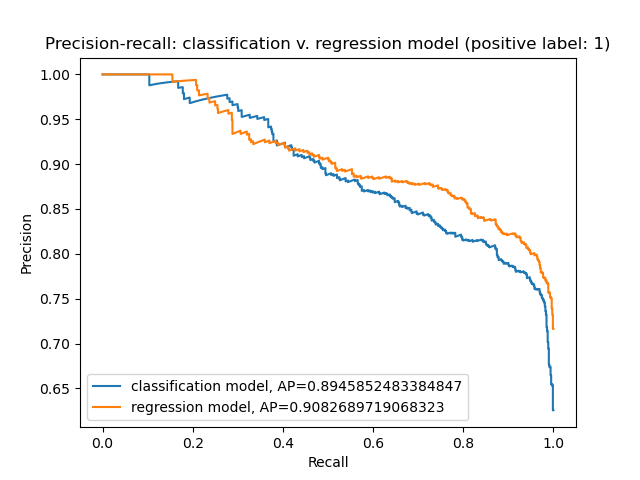 Precision-recall: classification v. regression model (positive label: 1)
1.00
0.95
0.90
0.85
0.80
0.75
0.70
0.65
Precision
classification model, AP=0.8945852483384847
regression model, AP=0.9082689719068323
0.0 0.2 0.4 0.6 0.8 1.0
Recall